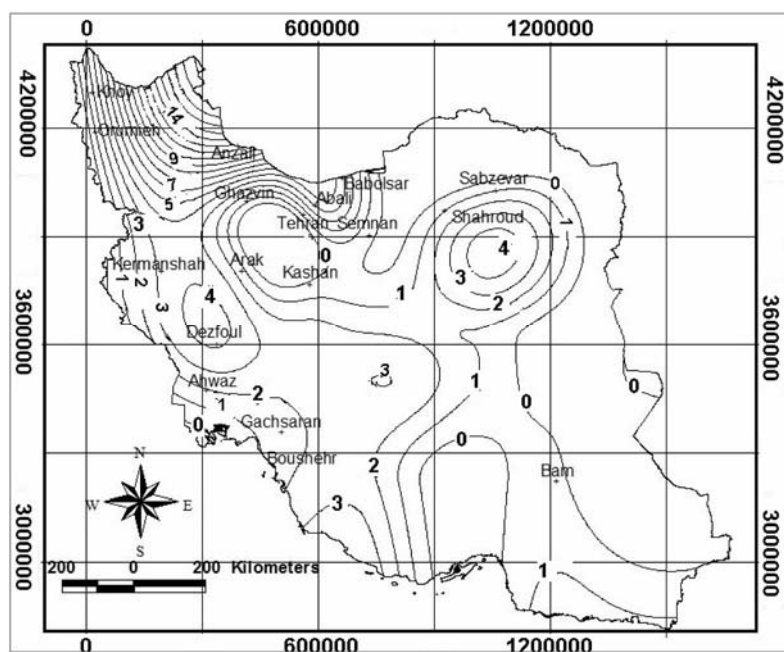 0 600000 1200000
4200000 4200000
Khoy
14
Orumieh
9 Anzali
7 Babolsar Sabzevar 0
5 Ghazvin Abali
3 Tehran Semnan Shahroud 1
Kermanshah Arak 0 4
1 2 Kashan 3
3 4 1 2
3600000 Dezfoul 3600000
3
Ahwaz 2 1 0 0
1
0 Gachsaran
0
Boushehr 2 Bam
N
3
W E
S
3000000 3000000
200 0 200 Kilometers
1
0 600000 1200000